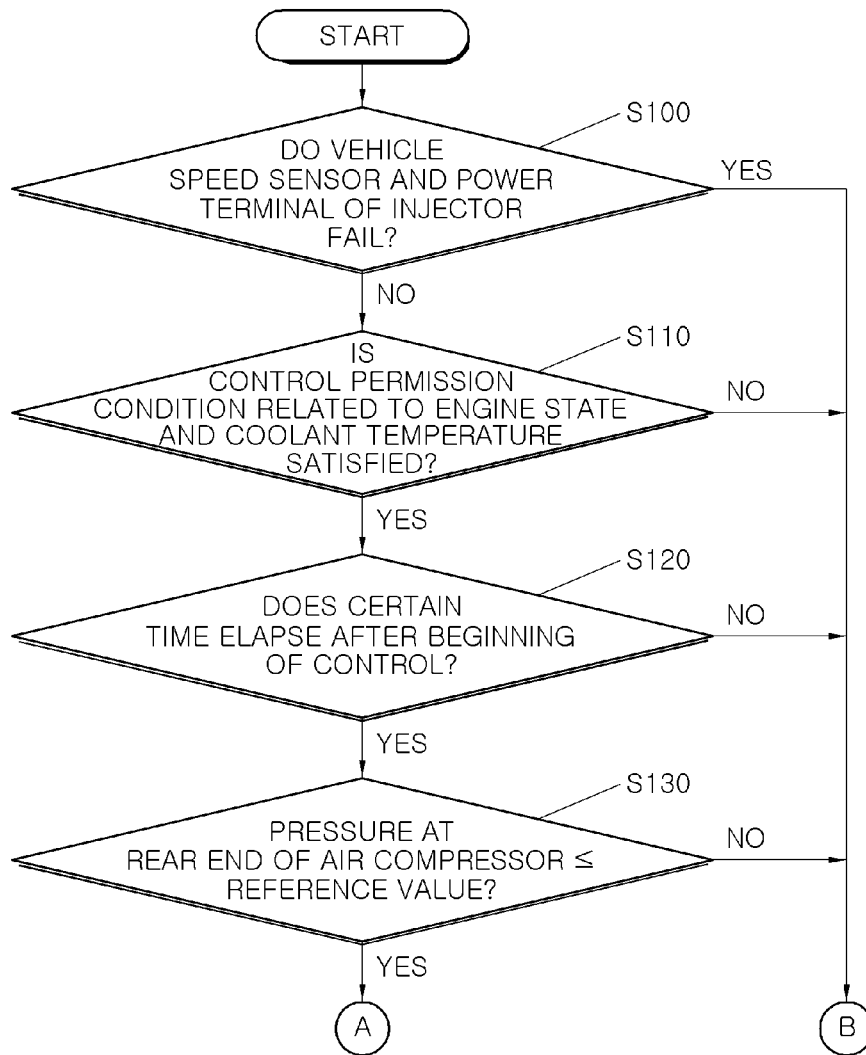 START
S100
DO VEHICLE
SPEED SENSOR AND POWER
TERMINAL OF INJECTOR
FAIL?
YES
NO
S110
IS
CONTROL PERMISSION
CONDITION RELATED TO ENGINE STATE
AND COOLANT TEMPERATURE
SATISFIED?
NO
YES
S120
DOES CERTAIN
TIME ELAPSE AFTER BEGINNING
OF CONTROL?
NO
YES
S130
PRESSURE AT
REAR END OF AIR COMPRESSOR ≤
REFERENCE VALUE?
NO
YES
A
B